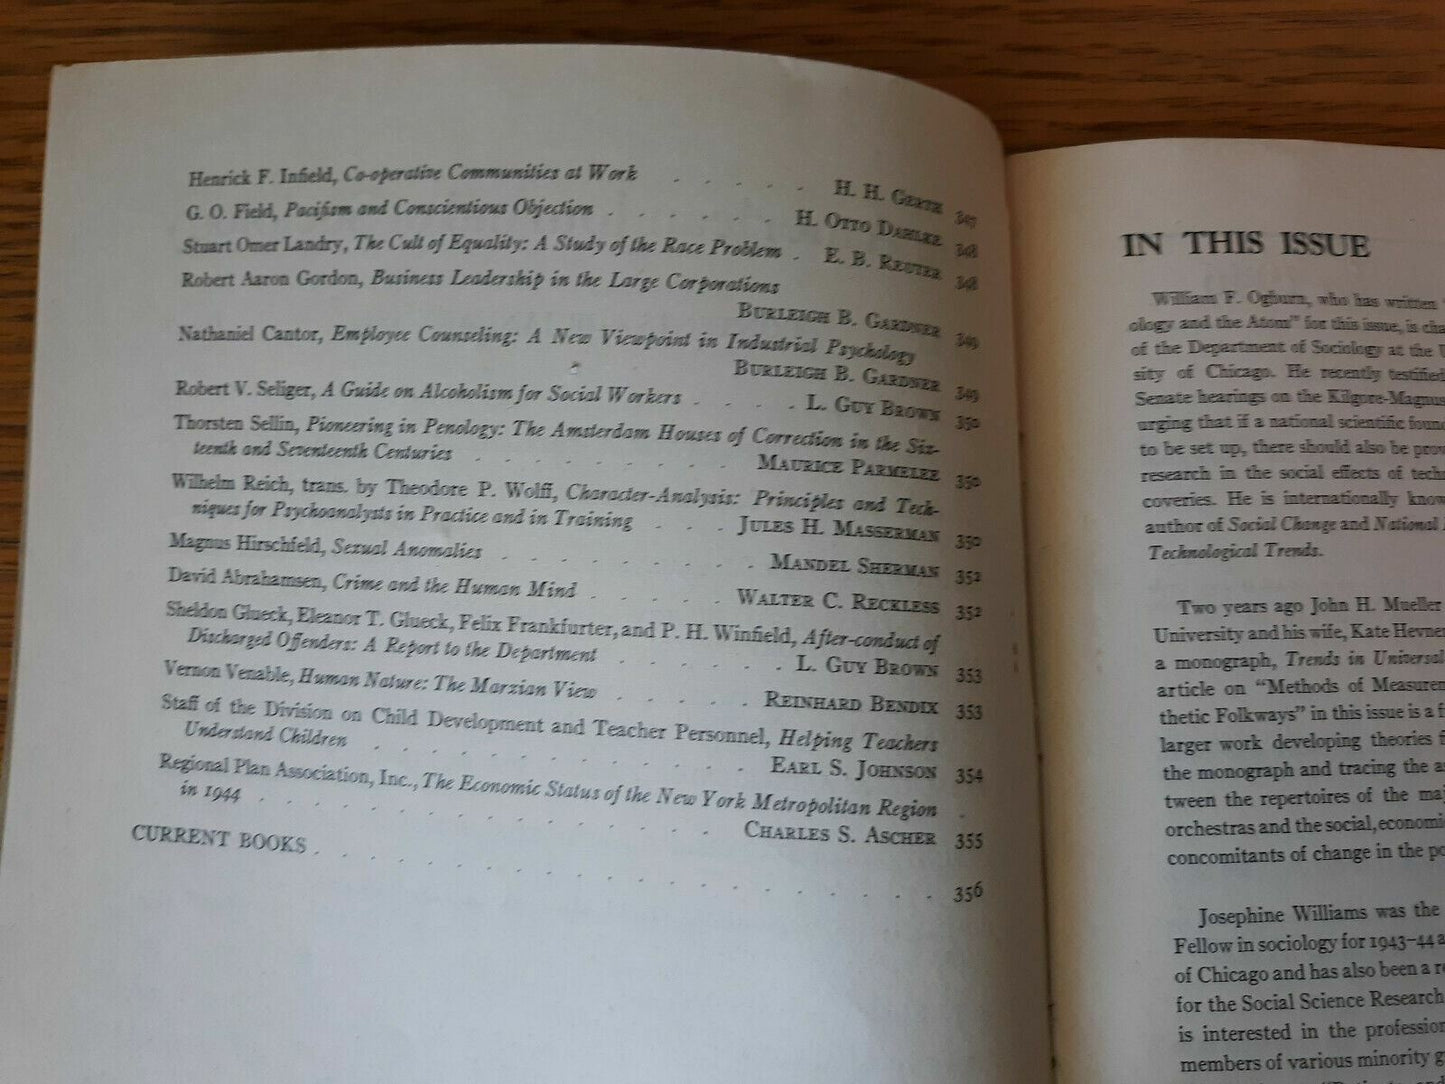 Henrick F. Infield, Co-operative Communities at Work . . . . . H. H. Gerth 347
G. O. Field, Pacifism and Conscientious Objection . . . . . . H. Otto Dahlke 348
Stuart Omer Landry, The Cult of Equality: A Study of the Race Problem . E. B. Reuter 348
Robert Aaron Gordon, Business Leadership in the Large Corporations
Burleigh B. Gardner 349
Nathaniel Cantor, Employee Counseling: A New Viewpoint in Industrial Psychology
Burleigh B. Gardner 349
Robert V. Seliger, A Guide on Alcoholism for Social Workers . . . . L. Guy Brown 350
Thorsten Sellin, Pioneering in Penology: The Amsterdam Houses of Correction in the Six-
teenth and Seventeenth Centuries . . . . . . . . Maurice Parmelee 350
Wilhelm Reich, trans. by Theodore P. Wolff, Character-Analysis: Principles and Tech-
niques for Psychoanalysts in Practice and in Training . . . Jules H. Masserman 350
Magnus Hirschfeld, Sexual Anomalies . . . . . . . . Mandel Sherman 352
David Abrahamsen, Crime and the Human Mind . . . . . Walter C. Reckless 352
Sheldon Glueck, Eleanor T. Glueck, Felix Frankfurter, and P. H. Winfield, After-conduct of
Discharged Offenders: A Report to the Department . . . . . . L. Guy Brown 353
Vernon Venable, Human Nature: The Marxian View . . . . . Reinhard Bendix 353
Staff of the Division on Child Development and Teacher Personnel, Helping Teachers
Understand Children . . . . . . . . . . . Earl S. Johnson 354
Regional Plan Association, Inc., The Economic Status of the New York Metropolitan Region
in 1944 . . . . . . . . . . . . . . Charles S. Ascher 355
CURRENT BOOKS . . . . . . . . . . . . . . . . . . 356
IN THIS ISSUE
William F. Ogburn, who has written
ology and the Atom” for this issue, is
of the Department of Sociology at the
sity of Chicago. He recently testified
Senate hearings on the Kilgore-Magnus
urging that if a national scientific
to be set up, there should also be
research in the social effects of
coveries. He is internationally
author of Social Change and National
Technological Trends.
Two years ago John H. Mueller
University and his wife, Kate Hevner
a monograph, Trends in
article on “Methods of
thetic Folkways” in this issue is a
larger work developing theories
the monograph and tracing the
tween the repertoires of the
orchestras and the social,
concomitants of change in the
Josephine Williams was the
Fellow in sociology for 1943–44
of Chicago and has also been a
for the Social Science Research
is interested in the
members of various minority